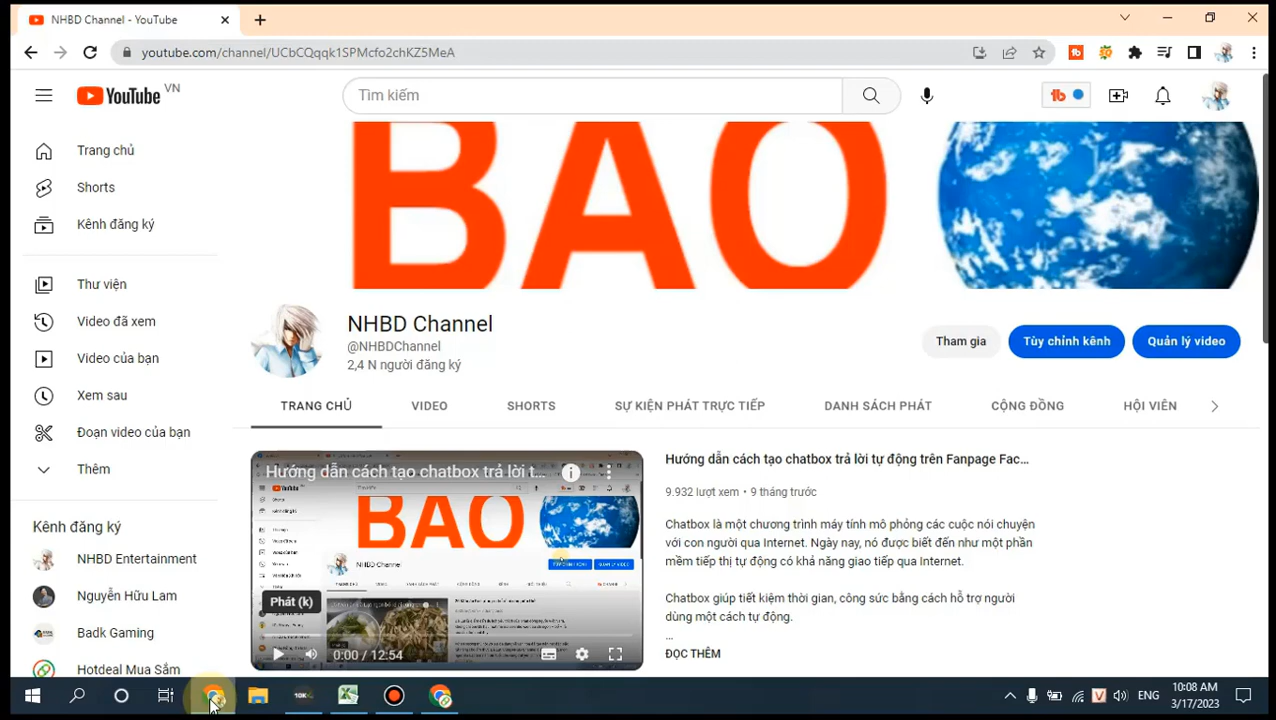 NHBD Channel - YouTube
youtube.com/channel/UCbCQqqk1SPMcfo2chKZ5MeA
YouTube VN
Tìm kiếm
Trang chủ
Shorts
Kênh đăng ký
Thư viện
Video đã xem
Video của bạn
Xem sau
Đoạn video của bạn
Thêm
Kênh đăng ký
NHBD Entertainment
Nguyễn Hữu Lam
Badk Gaming
Hotdeal Mua Sắm
BAO
NHBD Channel
@NHBDChannel
2,4 N người đăng ký
Tham gia
Tùy chỉnh kênh
Quản lý video
TRANG CHỦ
VIDEO
SHORTS
SỰ KIỆN PHÁT TRỰC TIẾP
DANH SÁCH PHÁT
CỘNG ĐỒNG
HỘI VIÊN
Hướng dẫn cách tạo chatbox trả lời t...
BAO
NHBD Channel
Phát (k)
0:00 / 12:54
Hướng dẫn cách tạo chatbox trả lời tự động trên Fanpage Fac...
9.932 lượt xem • 9 tháng trước
Chatbox là một chương trình máy tính mô phỏng các cuộc nói chuyện
với con người qua Internet. Ngày nay, nó được biết đến như một phần
mềm tiếp thị tự động có khả năng giao tiếp qua Internet.
Chatbox giúp tiết kiệm thời gian, công sức bằng cách hỗ trợ người
dùng một cách tự động.
...
ĐỌC THÊM
10K
ENG
10:08 AM
3/17/2023